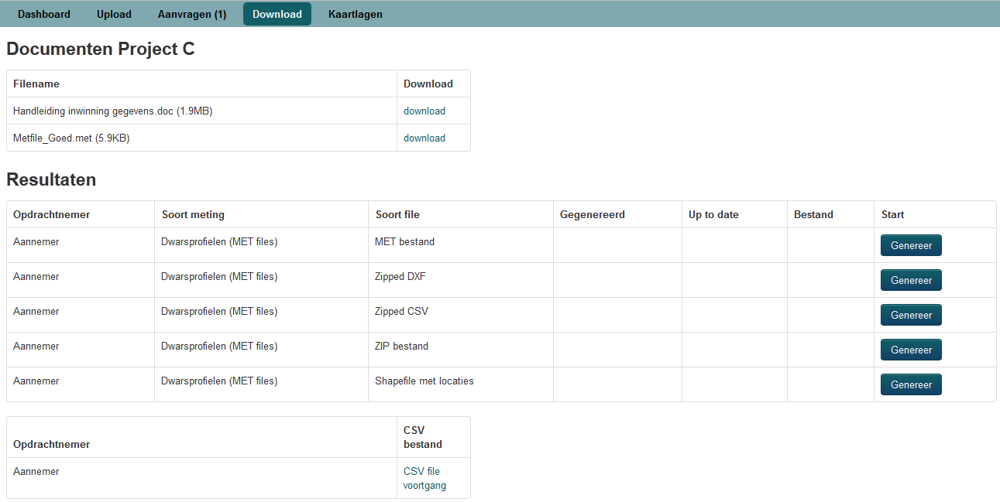 Dashboard Upload Aanvragen (1) Download Kaartlagen
Documenten Project C
Filename Download
Handleiding inwinning gegevens.doc (1.9MB) download
Metfile_Goed.met (5.9KB) download
Resultaten
Opdrachtnemer Soort meting Soort file Gegenereerd Up to date Bestand Start
Aannemer Dwarsprofielen (MET files) MET bestand Genereer
Aannemer Dwarsprofielen (MET files) Zipped DXF Genereer
Aannemer Dwarsprofielen (MET files) Zipped CSV Genereer
Aannemer Dwarsprofielen (MET files) ZIP bestand Genereer
Aannemer Dwarsprofielen (MET files) Shapefile met locaties Genereer
CSV
Opdrachtnemer bestand
Aannemer CSV file
voortgang